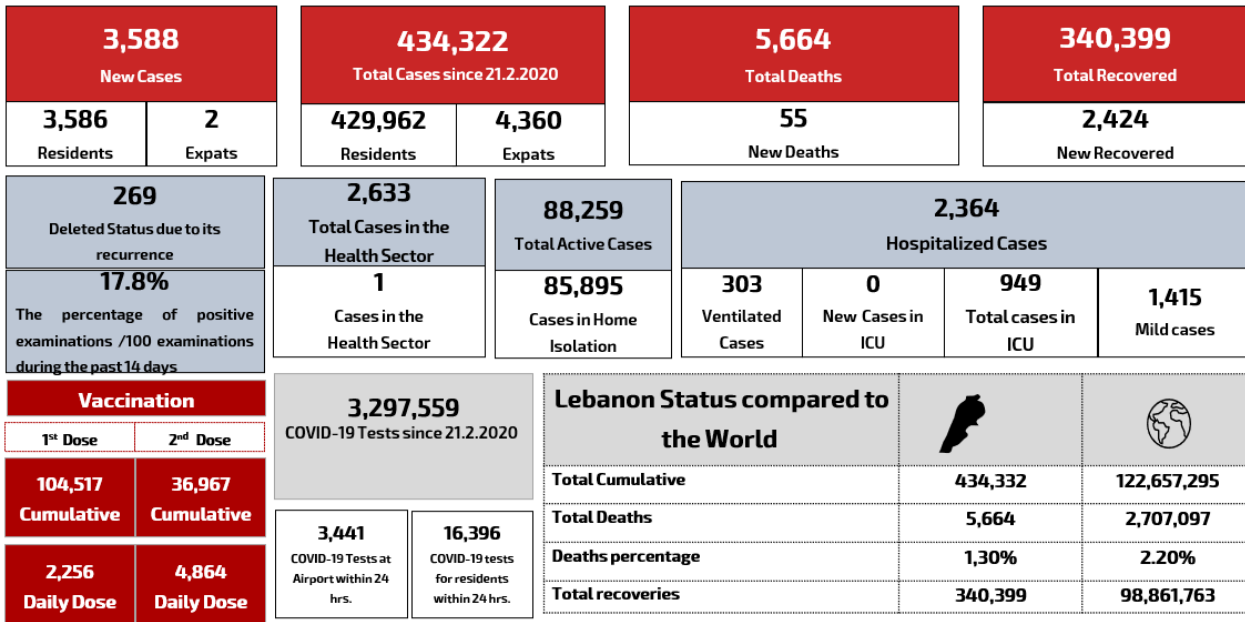 3,588
New Cases
3,586
Residents
2
Expats
434,322
Total Cases since 21.2.2020
429,962
Residents
4,360
Expats
5,664
Total Deaths
55
New Deaths
340,399
Total Recovered
2,424
New Recovered
269
Deleted Status due to its
recurrence
17.8%
The percentage of positive
examinations /100 examinations
during the past 14 days
2,633
Total Cases in the
Health Sector
1
Cases in the
Health Sector
88,259
Total Active Cases
85,895
Cases in Home
Isolation
2,364
Hospitalized Cases
303
Ventilated
Cases
0
New Cases in
ICU
949
Total cases in
ICU
1,415
Mild cases
Vaccination
1st Dose
2nd Dose
104,517
Cumulative
36,967
Cumulative
2,256
Daily Dose
4,864
Daily Dose
3,297,559
COVID-19 Tests since 21.2.2020
3,441
COVID-19 Tests at
Airport within 24
hrs.
16,396
COVID-19 tests
for residents
within 24 hrs.
Lebanon Status compared to
the World
Total Cumulative 434,332 122,657,295
Total Deaths 5,664 2,707,097
Deaths percentage 1,30% 2.20%
Total recoveries 340,399 98,861,763